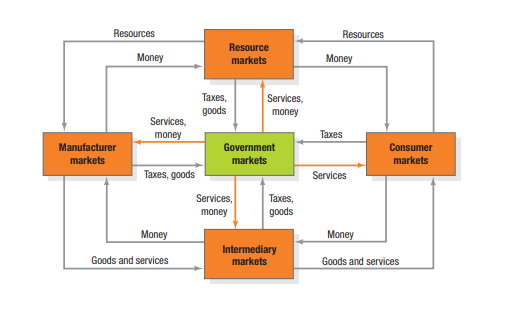 Resources
Resources
Resource
markets
Money
Money
Taxes,
goods
Services,
money
Services,
money
Taxes
Manufacturer
markets
Government
markets
Consumer
markets
Taxes, goods
Services
Services,
money
Taxes,
goods
Money
Money
Intermediary
markets
Goods and services
Goods and services